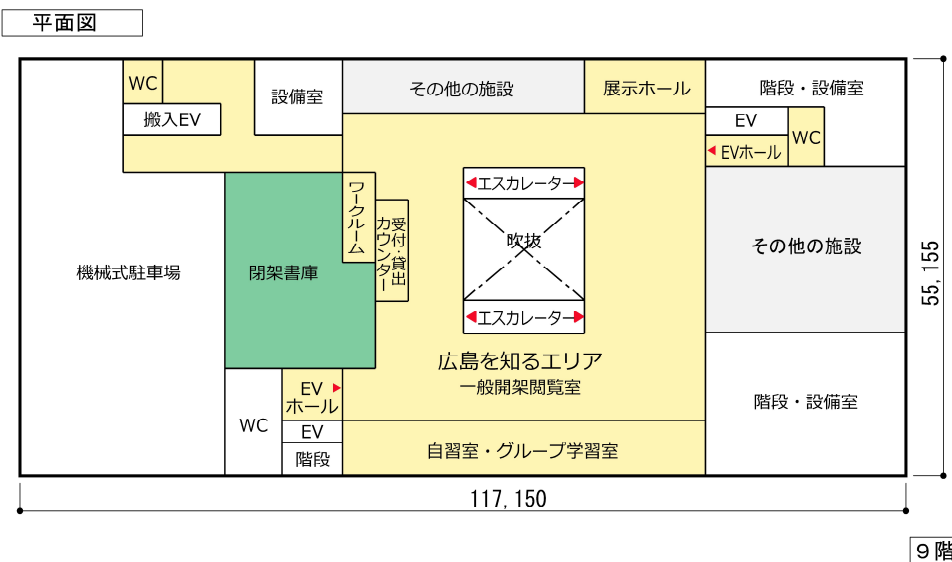 平面図
WC
搬入EV
設備室
その他の施設
展示ホール
階段・設備室
EV
WC
EVホール
エスカレーター
ワークルーム
受付・貸出
カウンター
吹抜
その他の施設
機械式駐車場
閉架書庫
エスカレーター
広島を知るエリア
一般開架閲覧室
EV
ホール
WC
EV
階段
自習室・グループ学習室
階段・設備室
55,155
117,150
9階